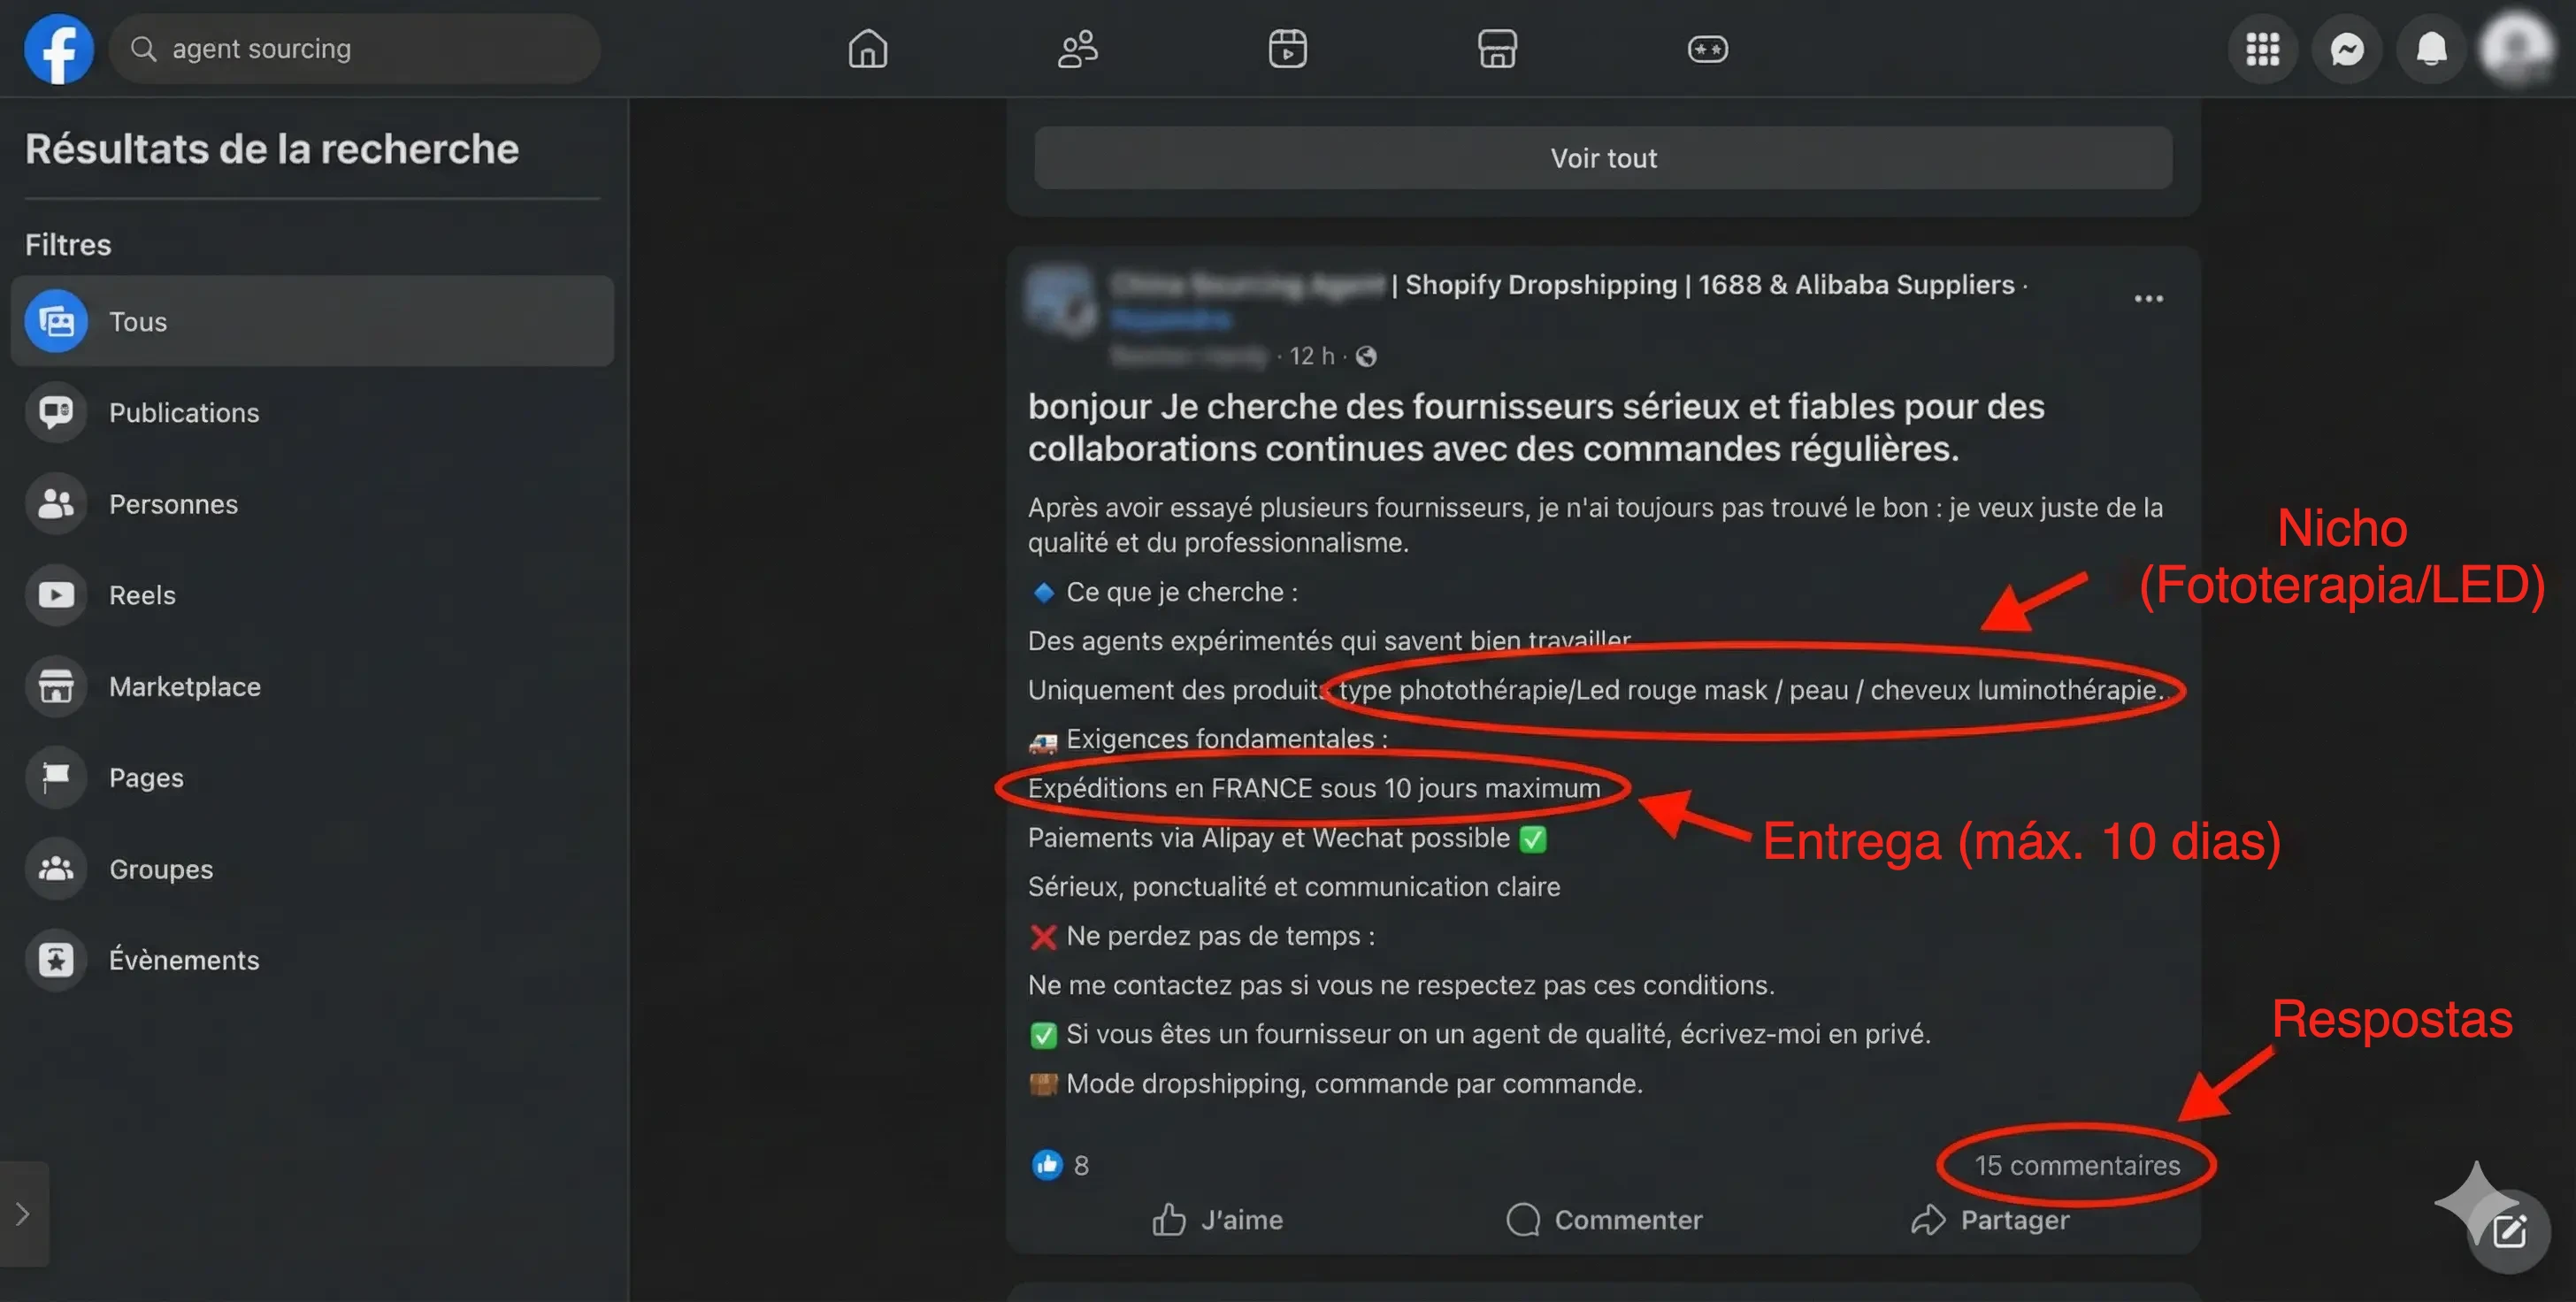 agent sourcing
Résultats de la recherche
Filtres
Tous
Publications
Personnes
Reels
Marketplace
Pages
Groupes
Évènements
Voir tout
| Shopify Dropshipping | 1688 & Alibaba Suppliers ·
· 12 h ·
bonjour Je cherche des fournisseurs sérieux et fiables pour des
collaborations continues avec des commandes régulières.
Après avoir essayé plusieurs fournisseurs, je n'ai toujours pas trouvé le bon : je veux juste de la
qualité et du professionnalisme.
Ce que je cherche :
Des agents expérimentés qui savent bien travailler
Uniquement des produits type photothérapie/Led rouge mask / peau / cheveux luminothérapie..
Exigences fondamentales :
Expéditions en FRANCE sous 10 jours maximum
Paiements via Alipay et Wechat possible ✅
Sérieux, ponctualité et communication claire
❌ Ne perdez pas de temps :
Ne me contactez pas si vous ne respectez pas ces conditions.
✅ Si vous êtes un fournisseur on un agent de qualité, écrivez-moi en privé.
Mode dropshipping, commande par commande.
8
15 commentaires
J'aime
Commenter
Partager
Nicho
(Fototerapia/LED)
Entrega (máx. 10 dias)
Respostas